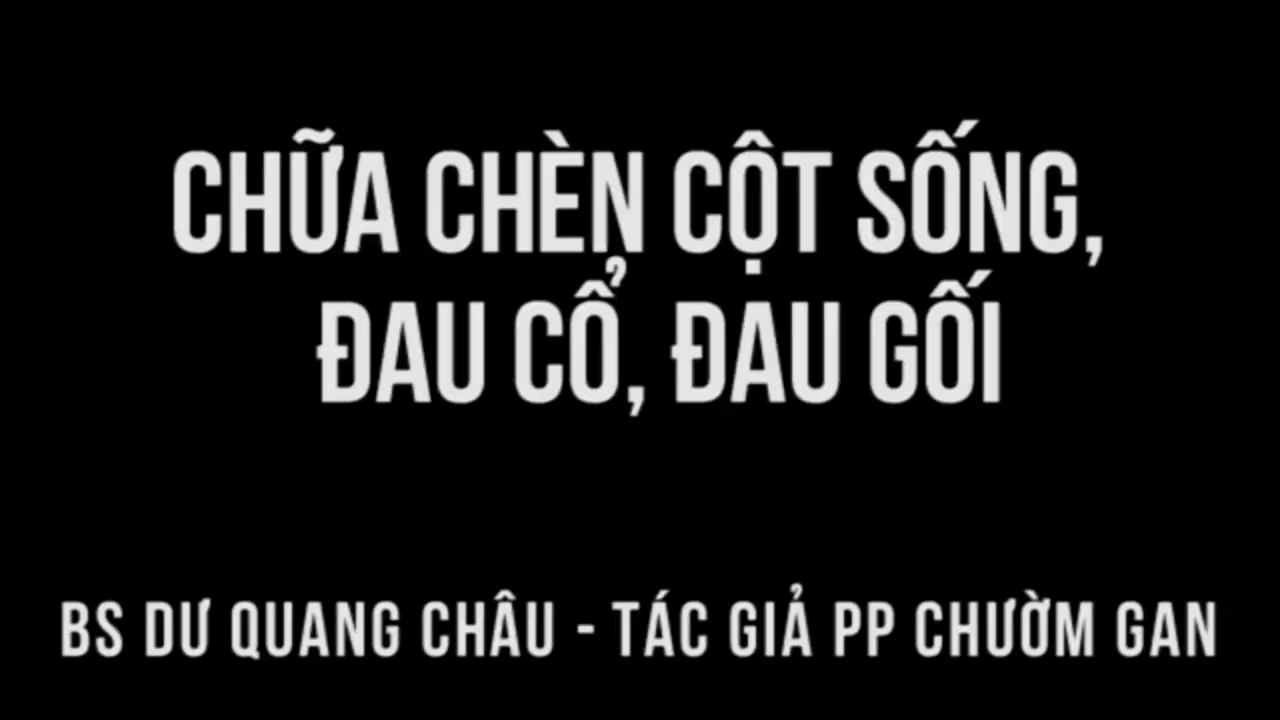 CHỮA CHÈN CỘT SỐNG,
ĐAU CỔ, ĐAU GỐI
BS DƯ QUANG CHÂU - TÁC GIẢ PP CHƯỜM GAN